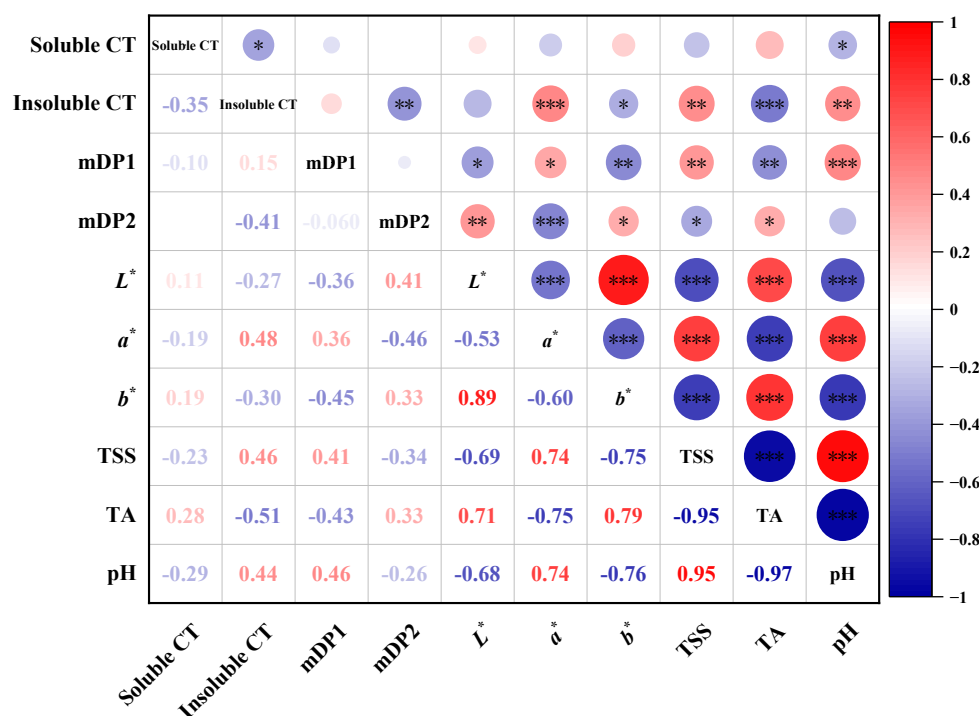 Soluble CT Soluble CT * *
Insoluble CT -0.35 Insoluble CT ** *** * ** *** **
mDP1 -0.10 0.15 mDP1 * * ** ** ** ***
mDP2 -0.41 -0.060 mDP2 ** *** * * *
L* 0.11 -0.27 -0.36 0.41 L* *** *** *** *** ***
a* -0.19 0.48 0.36 -0.46 -0.53 a* *** *** *** ***
b* 0.19 -0.30 -0.45 0.33 0.89 -0.60 b* *** *** ***
TSS -0.23 0.46 0.41 -0.34 -0.69 0.74 -0.75 TSS *** ***
TA 0.28 -0.51 -0.43 0.33 0.71 -0.75 0.79 -0.95 TA ***
pH -0.29 0.44 0.46 -0.26 -0.68 0.74 -0.76 0.95 -0.97 pH
Soluble CT Insoluble CT mDP1 mDP2 L* a* b* TSS TA pH
1
0.8
0.6
0.4
0.2
0
−0.2
−0.4
−0.6
−0.8
−1